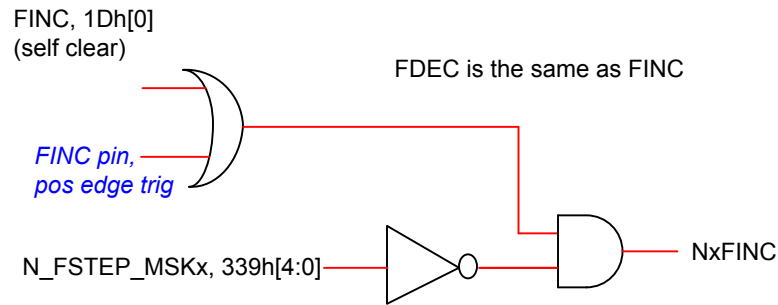 FINC, 1Dh[0]
(self clear)
FDEC is the same as FINC
FINC pin,
pos edge trig
N_FSTEP_MSKx, 339h[4:0]
NxFINC